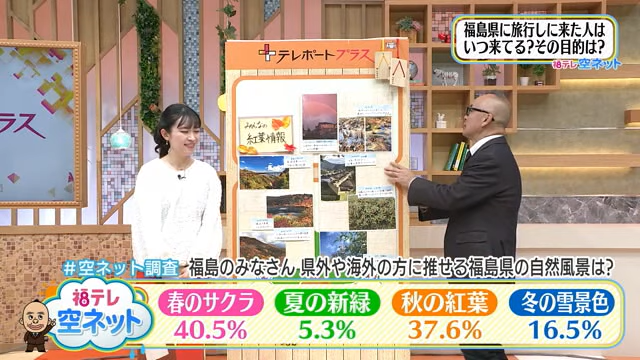 福島県に旅行しに来た人は
いつ来てる?その目的は?
福テレ空ネット
テレポートプラス
プラス
みんなの
紅葉情報
#空ネット調査 福島のみなさん 県外や海外の方に推せる福島県の自然風景は?
福テレ
空ネット
春のサクラ 夏の新緑 秋の紅葉 冬の雪景色
40.5% 5.3% 37.6% 16.5%